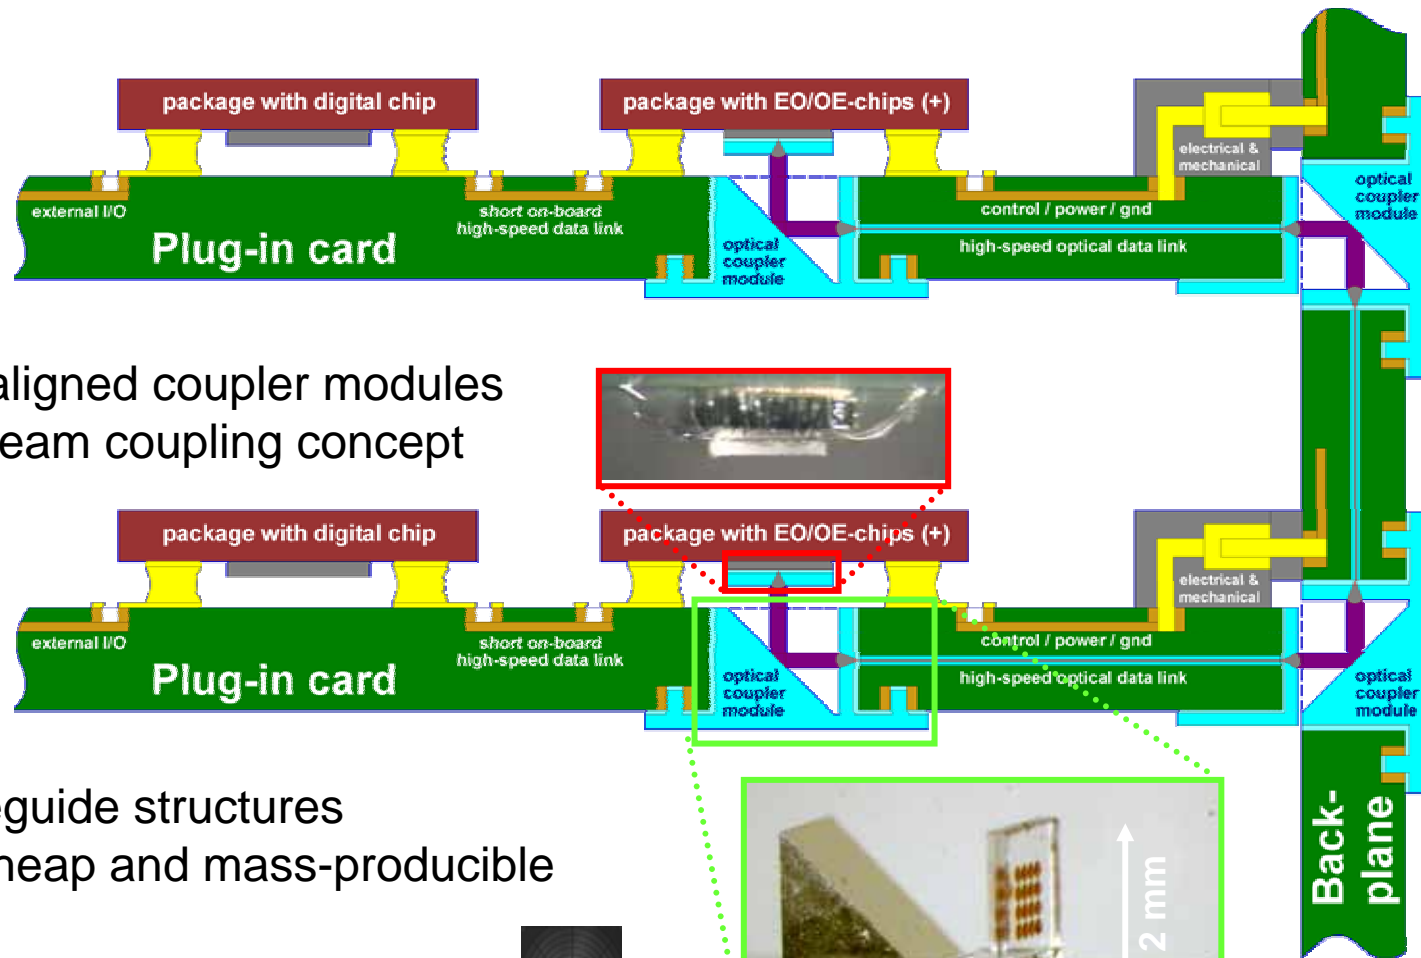 package with digital chip
package with EO/OE-chips (+)
electrical &
mechanical
optical
coupler
module
external I/O
short on-board
high-speed data link
control / power / gnd
Plug-in card
optical
coupler
module
high-speed optical data link
aligned coupler modules
eam coupling concept
package with digital chip
package with EO/OE-chips (+)
electrical &
mechanical
external I/O
short on-board
high-speed data link
control / power / gnd
Plug-in card
optical
coupler
module
high-speed optical data link
optical
coupler
module
eguide structures
heap and mass-producible
2 mm
Back-
plane